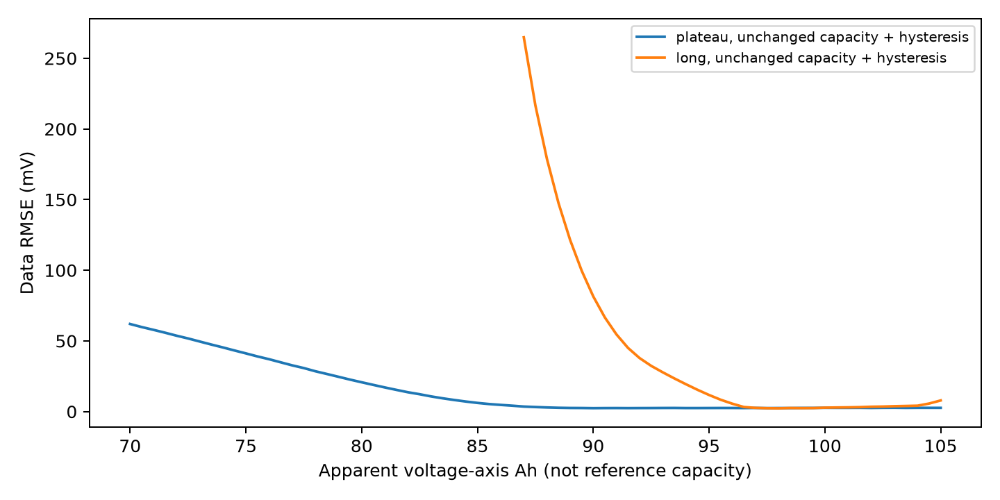 plateau, unchanged capacity + hysteresis
long, unchanged capacity + hysteresis
Data RMSE (mV)
250
200
150
100
50
0
70 75 80 85 90 95 100 105
Apparent voltage-axis Ah (not reference capacity)